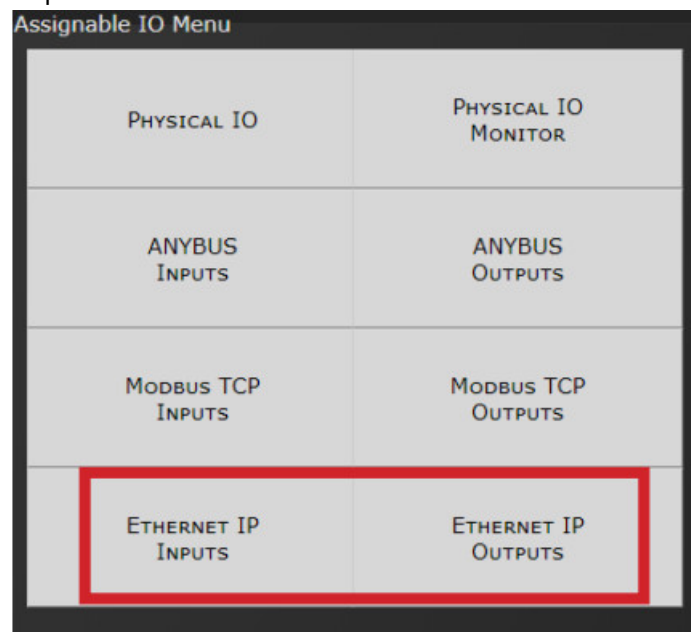 Assignable IO Menu
Physical IO
Physical IO
Monitor
ANYBUS
Inputs
ANYBUS
Outputs
Modbus TCP
Inputs
Modbus TCP
Outputs
Ethernet IP
Inputs
Ethernet IP
Outputs